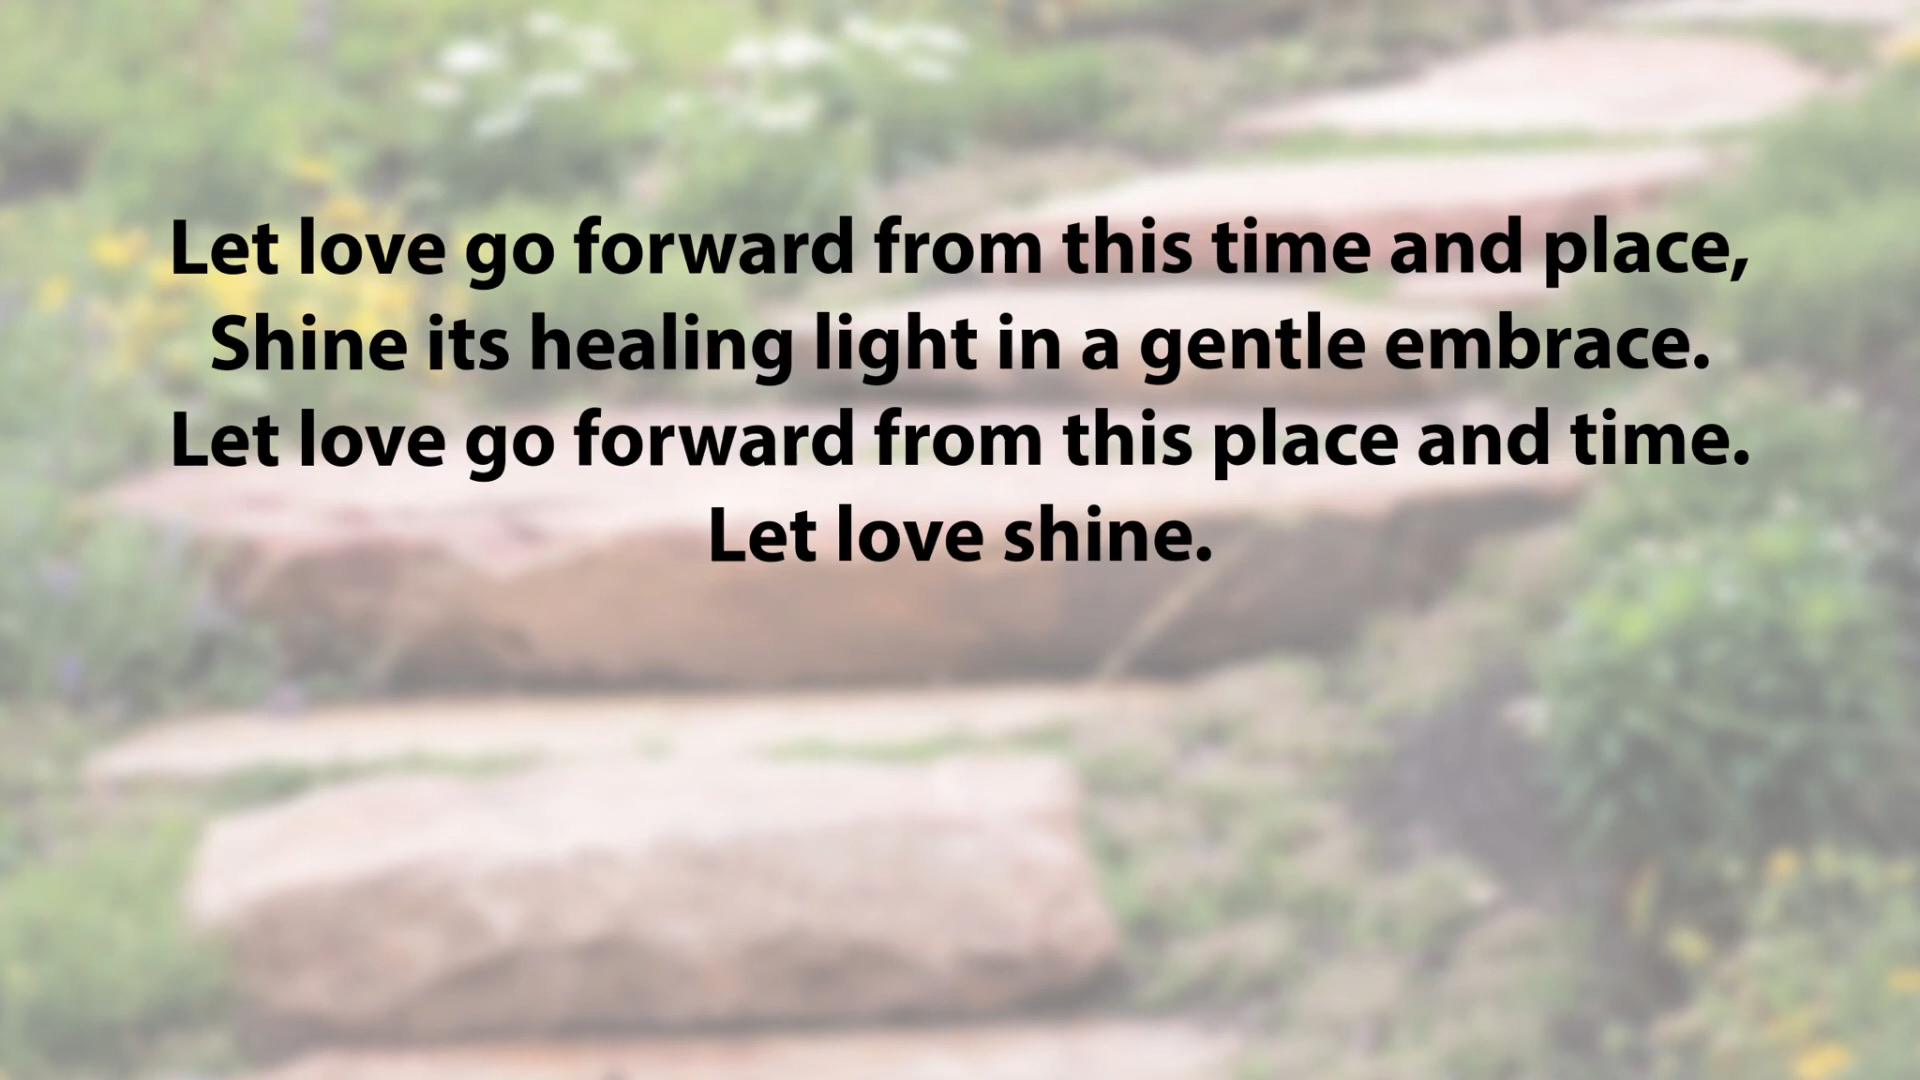 Let love go forward from this time and place,
Shine its healing light in a gentle embrace.
Let love go forward from this place and time.
Let love shine.